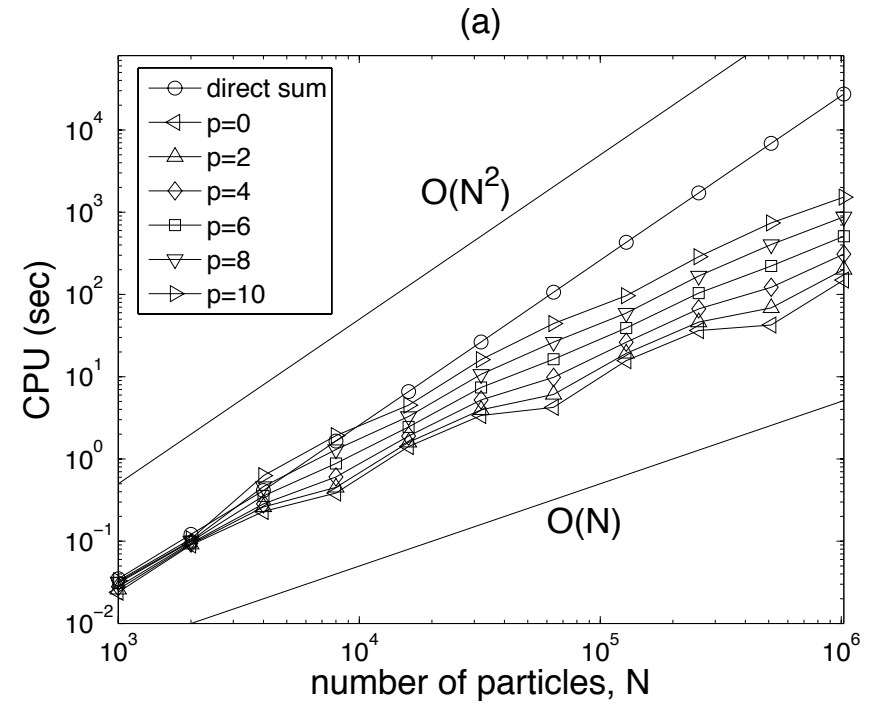 (a)
direct sum
p=0
p=2
p=4
p=6
p=8
p=10
O(N²)
O(N)
CPU (sec)
10⁴
10³
10²
10¹
10⁰
10⁻¹
10⁻²
10³
10⁴
10⁵
10⁶
number of particles, N